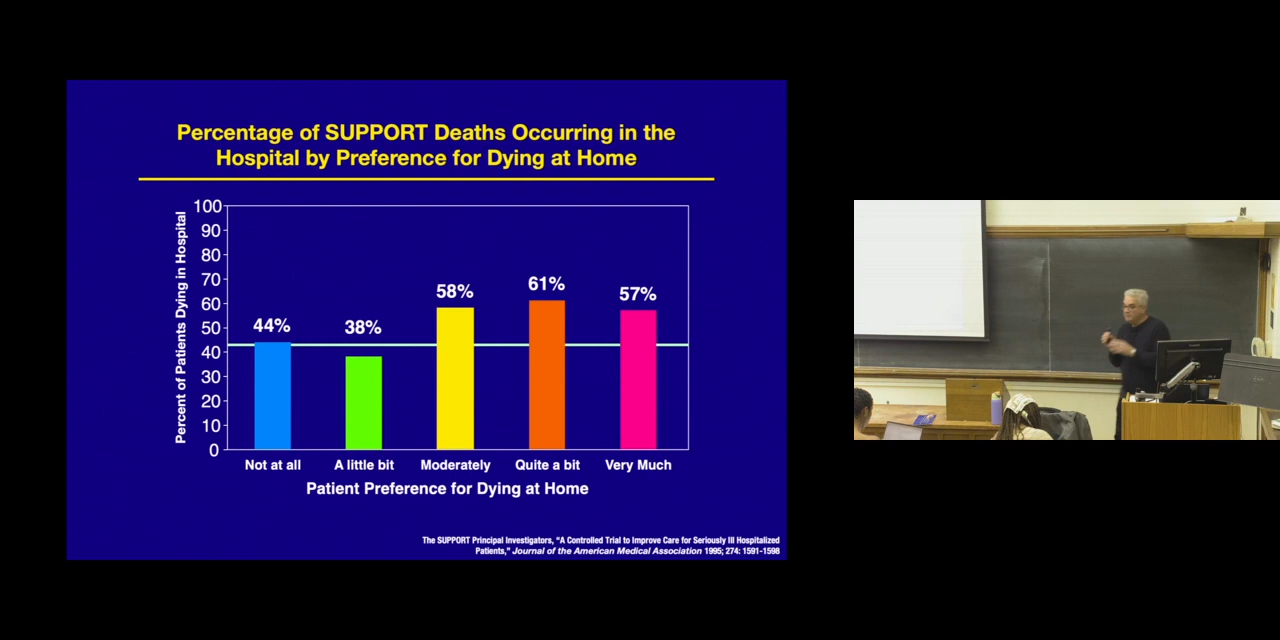 Percentage of SUPPORT Deaths Occurring in the
Hospital by Preference for Dying at Home
Percent of Patients Dying in Hospital
100
90
80
70
60
50
40
30
20
10
0
44%
38%
58%
61%
57%
Not at all
A little bit
Moderately
Quite a bit
Very Much
Patient Preference for Dying at Home
The SUPPORT Principal Investigators, "A Controlled Trial to Improve Care for Seriously Ill Hospitalized
Patients," Journal of the American Medical Association 1995; 274: 1591-1598